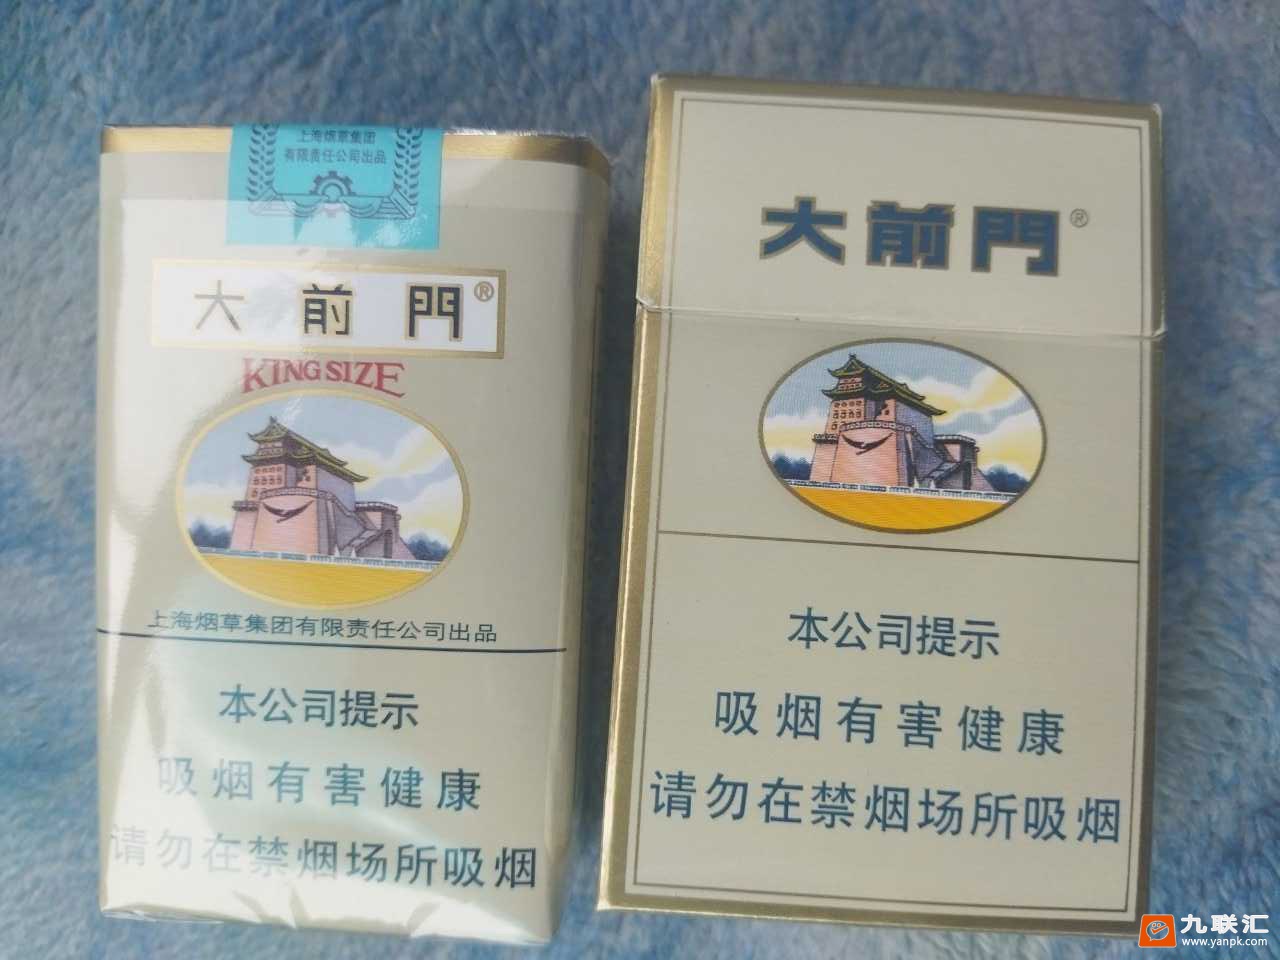 上海烟草集团
有限责任公司出品
大前門®
KING SIZE
上海烟草集团有限责任公司出品
本公司提示
吸烟有害健康
请勿在禁烟场所吸烟
大前門®
本公司提示
吸烟有害健康
请勿在禁烟场所吸烟
九联汇
www.yanpk.com